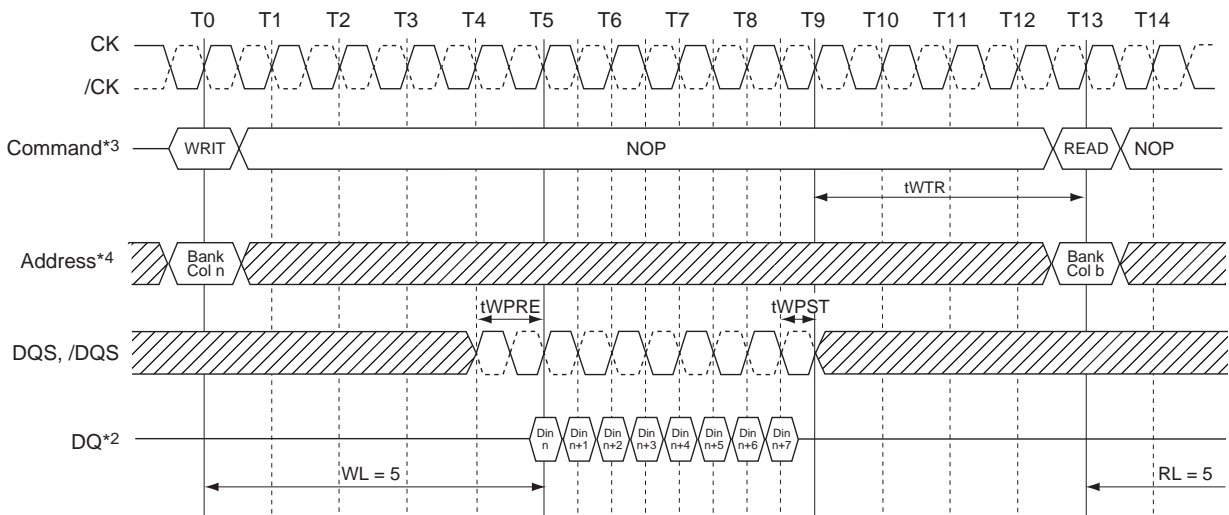 T0 T1 T2 T3 T4 T5 T6 T7 T8 T9 T10 T11 T12 T13 T14
CK
/CK
Command*3 WRIT NOP READ NOP
tWTR
Address*4 Bank Col n Bank Col b
tWPRE tWPST
DQS, /DQS
DQ*2 Din n Din n+1 Din n+2 Din n+3 Din n+4 Din n+5 Din n+6 Din n+7
WL = 5 RL = 5